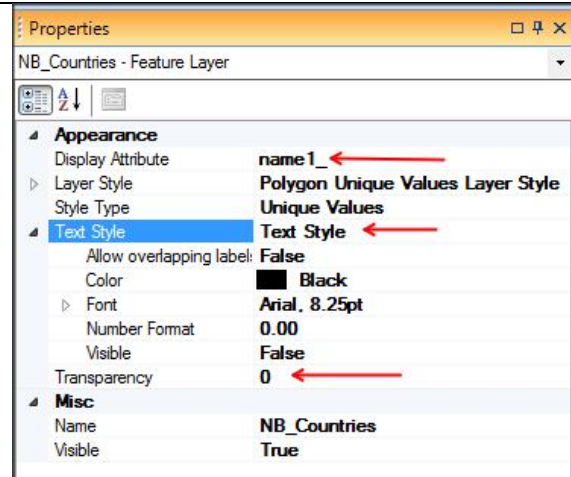 Properties
NB_Countries - Feature Layer
Appearance
Display Attribute name1_
Layer Style Polygon Unique Values Layer Style
Style Type Unique Values
Text Style Text Style
Allow overlapping labels False
Color Black
Font Arial, 8.25pt
Number Format 0.00
Visible False
Transparency 0
Misc
Name NB_Countries
Visible True